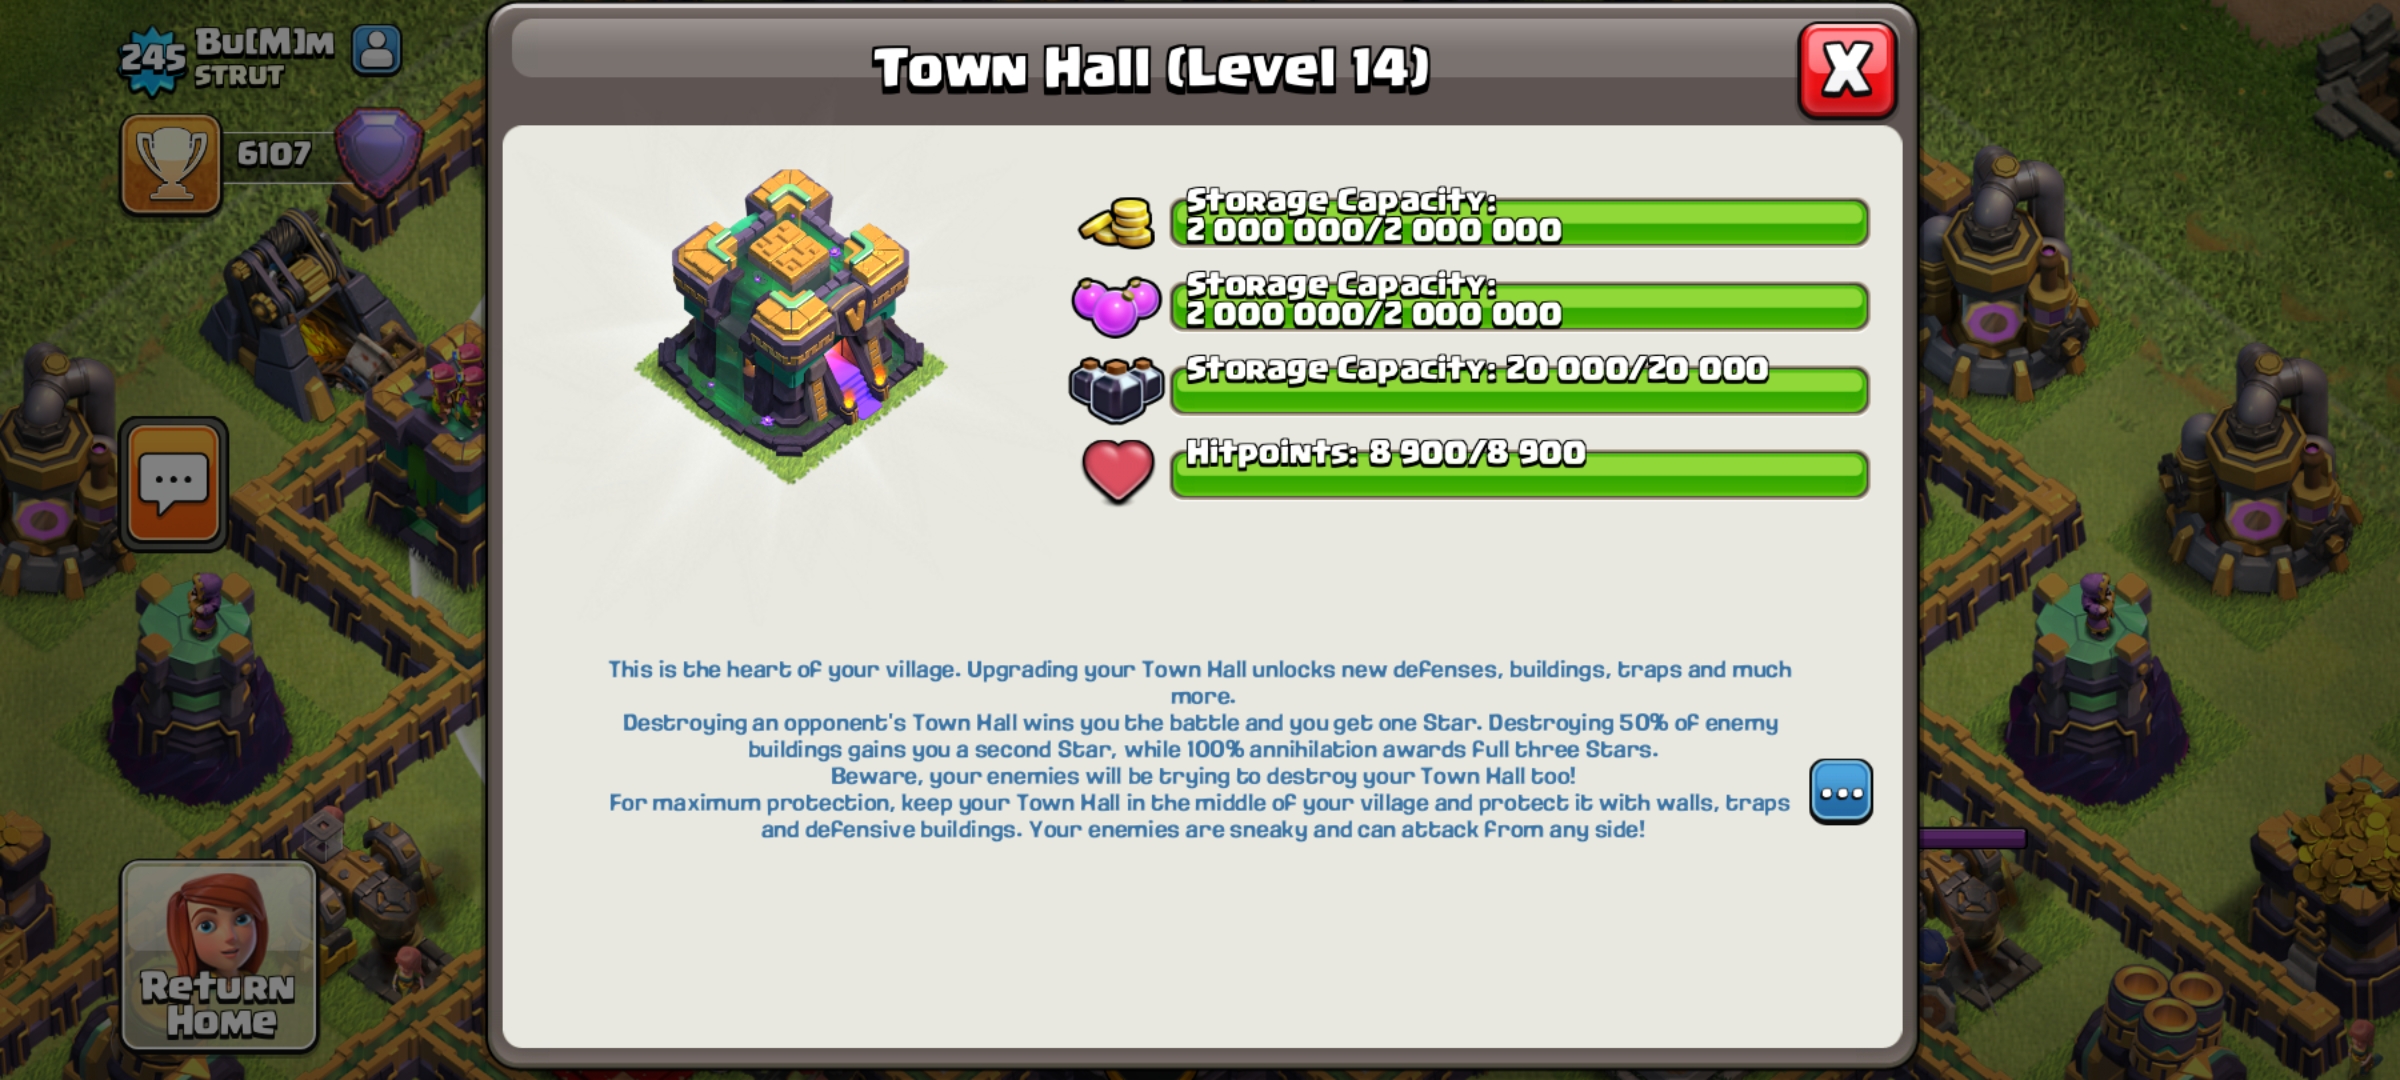 245
Bu[M]m
STRUT
6107
Return
Home
Town Hall (Level 14)
X
Storage Capacity:
2 000 000/2 000 000
Storage Capacity:
2 000 000/2 000 000
Storage Capacity: 20 000/20 000
Hitpoints: 8 900/8 900
This is the heart of your village. Upgrading your Town Hall unlocks new defenses, buildings, traps and much
more.
Destroying an opponent's Town Hall wins you the battle and you get one Star. Destroying 50% of enemy
buildings gains you a second Star, while 100% annihilation awards full three Stars.
Beware, your enemies will be trying to destroy your Town Hall too!
For maximum protection, keep your Town Hall in the middle of your village and protect it with walls, traps
and defensive buildings. Your enemies are sneaky and can attack from any side!